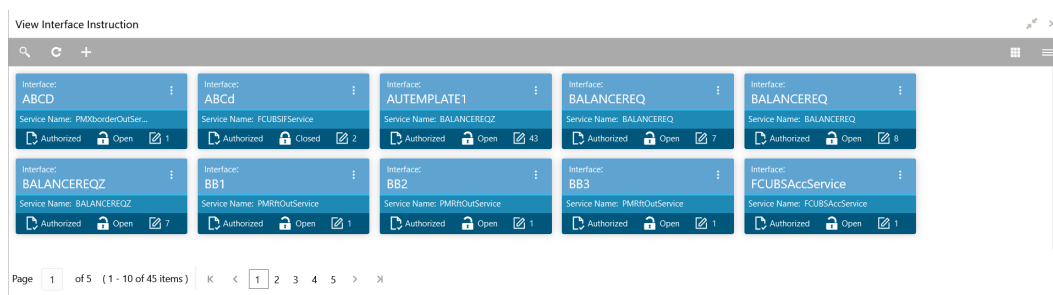 View Interface Instruction
Interface:
ABCD
Service Name: PMXborderOutSer...
Authorized Open 1
Interface:
ABCd
Service Name: FCUBSIFService
Authorized Closed 2
Interface:
AUTEMPLATE1
Service Name: BALANCEREQZ
Authorized Open 43
Interface:
BALANCEREQ
Service Name: BALANCEREQ
Authorized Open 7
Interface:
BALANCEREQ
Service Name: BALANCEREQ
Authorized Open 8
Interface:
BALANCEREQZ
Service Name: BALANCEREQZ
Authorized Open 7
Interface:
BB1
Service Name: PMRftOutService
Authorized Open 1
Interface:
BB2
Service Name: PMRftOutService
Authorized Open 1
Interface:
BB3
Service Name: PMRftOutService
Authorized Open 1
Interface:
FCUBSAccService
Service Name: FCUBSAccService
Authorized Open 1
Page 1 of 5 (1 - 10 of 45 items) 1 2 3 4 5